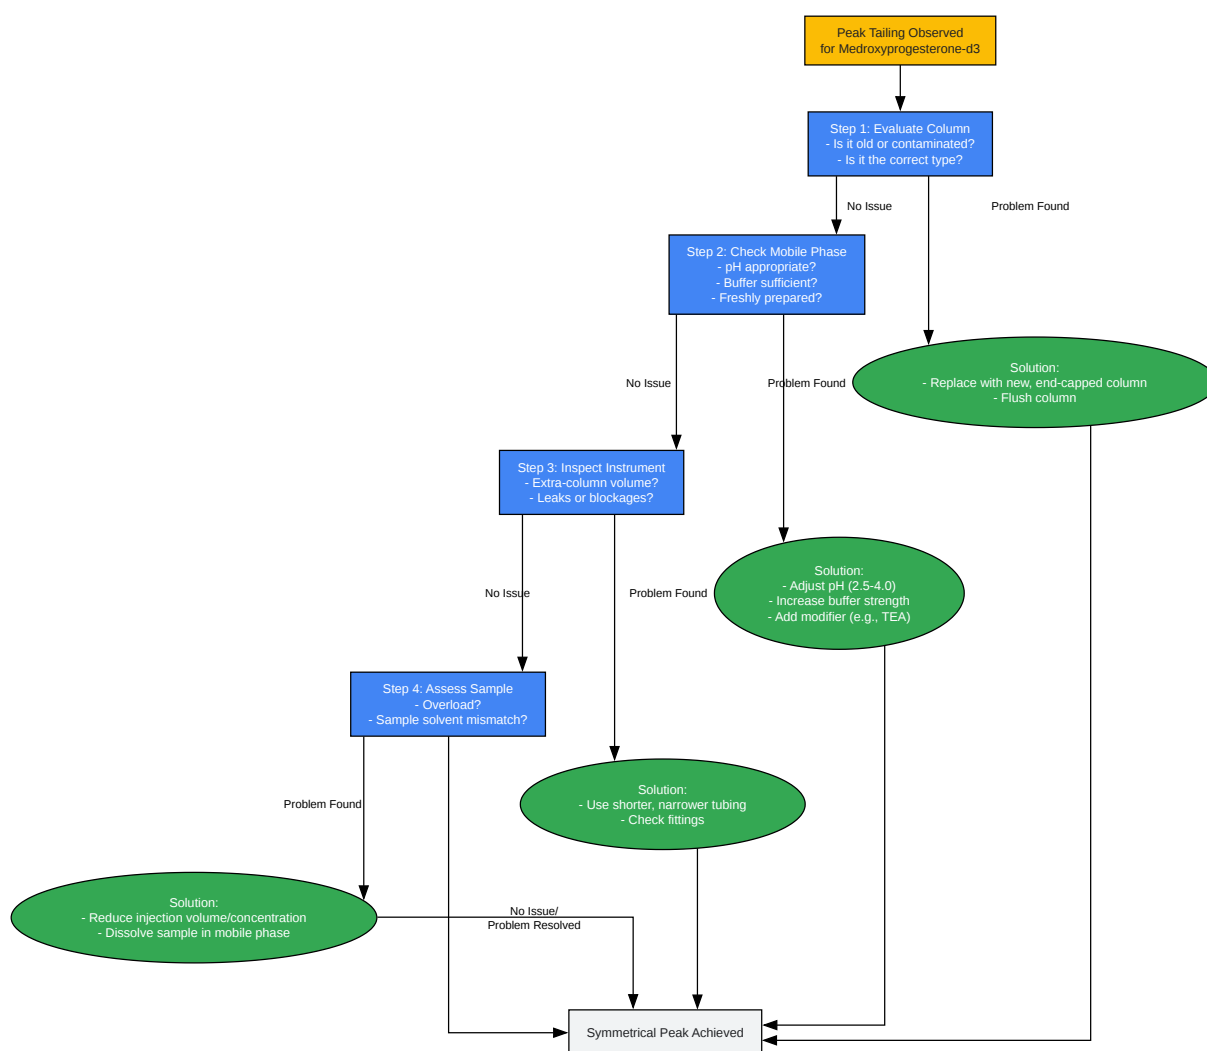 Peak Tailing Observed
for Medroxyprogesterone-d3
Step 1: Evaluate Column
- Is it old or contaminated?
- Is it the correct type?
No Issue
Problem Found
Step 2: Check Mobile Phase
- pH appropriate?
- Buffer sufficient?
- Freshly prepared?
No Issue
Problem Found
Solution:
- Replace with new, end-capped column
- Flush column
Step 3: Inspect Instrument
- Extra-column volume?
- Leaks or blockages?
No Issue
Problem Found
Solution:
- Adjust pH (2.5-4.0)
- Increase buffer strength
- Add modifier (e.g., TEA)
Step 4: Assess Sample
- Overload?
- Sample solvent mismatch?
Problem Found
Solution:
- Use shorter, narrower tubing
- Check fittings
Solution:
- Reduce injection volume/concentration
- Dissolve sample in mobile phase
No Issue/
Problem Resolved
Symmetrical Peak Achieved